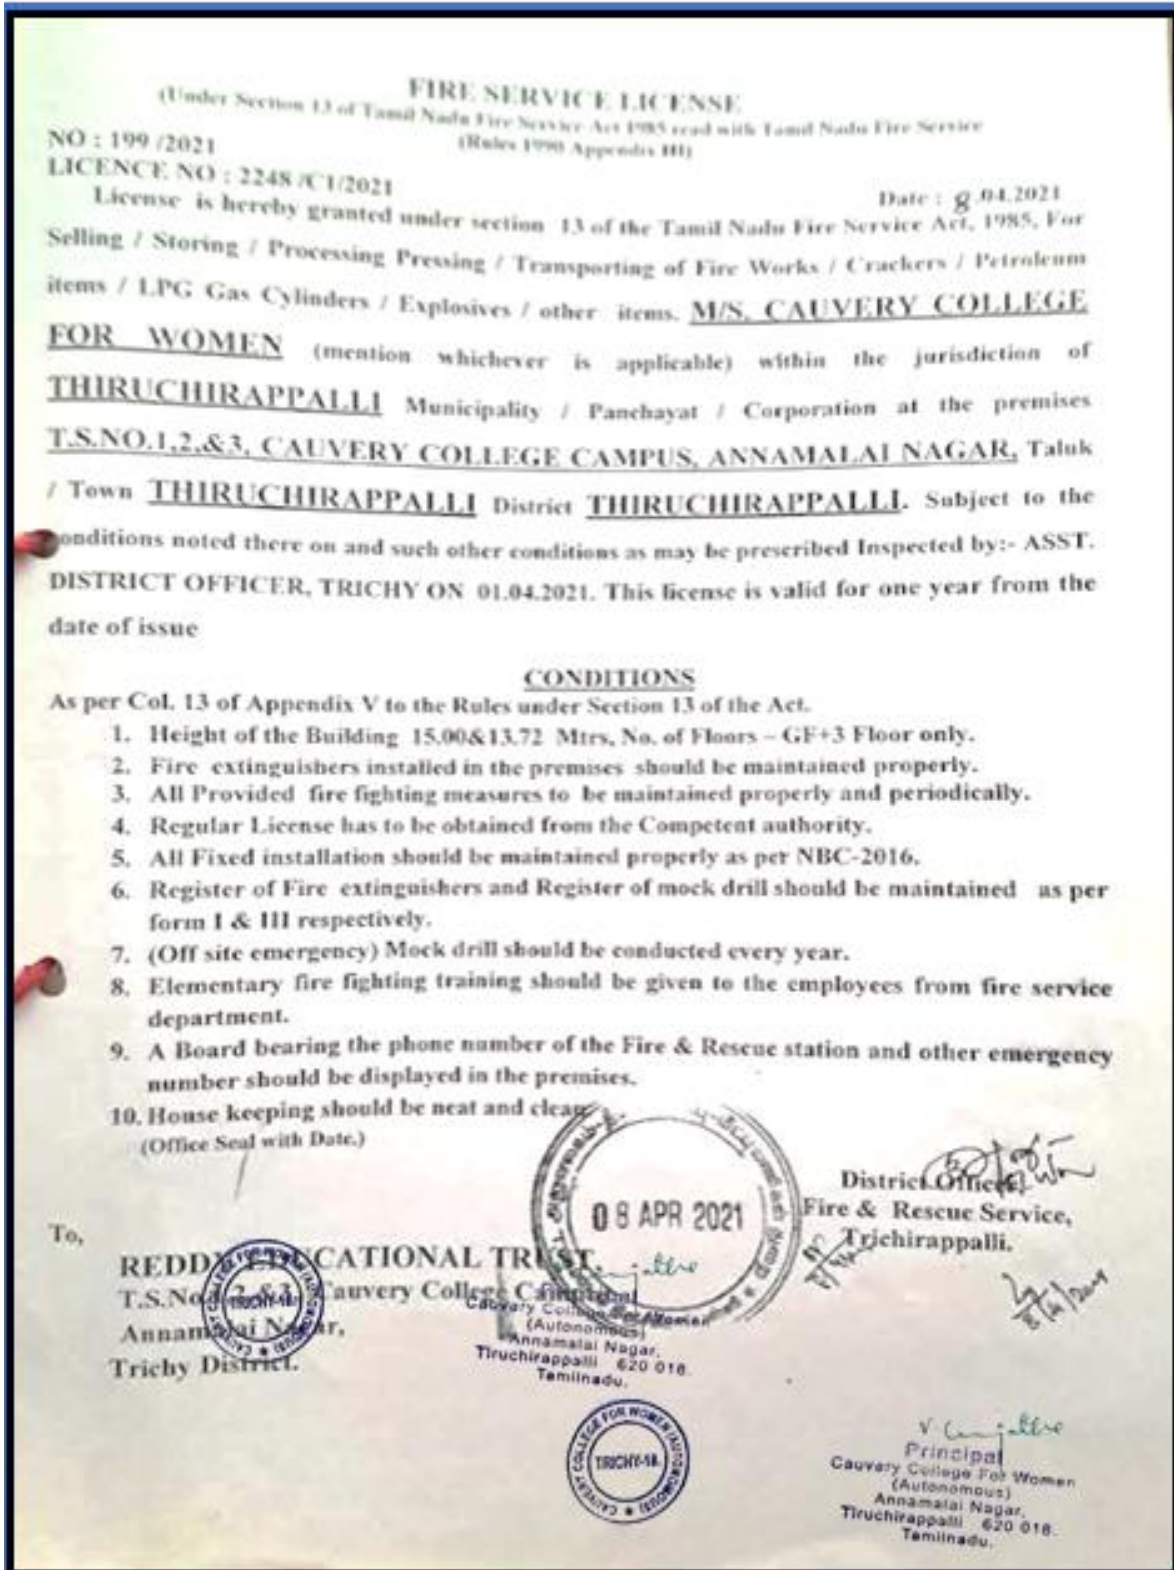 FIRE SERVICE LICENSE
(Under Section 13 of Tamil Nadu Fire Service Act 1985 read with Tamil Nadu Fire Service
(Rules 1990 Appendix III)
NO : 199 /2021
LICENCE NO : 2248 /C1/2021
Date : 8.04.2021
License is hereby granted under section 13 of the Tamil Nadu Fire Service Act, 1985, For
Selling / Storing / Processing Pressing / Transporting of Fire Works / Crackers / Petroleum
items / LPG Gas Cylinders / Explosives / other items. M/S. CAUVERY COLLEGE
FOR WOMEN (mention whichever is applicable) within the jurisdiction of
THIRUCHIRAPPALLI Municipality / Panchayat / Corporation at the premises
T.S.NO.1,2,&3, CAUVERY COLLEGE CAMPUS, ANNAMALAI NAGAR, Taluk
/ Town THIRUCHIRAPPALLI District THIRUCHIRAPPALLI. Subject to the
onditions noted there on and such other conditions as may be prescribed Inspected by:- ASST.
DISTRICT OFFICER, TRICHY ON 01.04.2021. This license is valid for one year from the
date of issue
CONDITIONS
As per Col. 13 of Appendix V to the Rules under Section 13 of the Act.
1. Height of the Building 15.00&13.72 Mtrs, No. of Floors – GF+3 Floor only.
2. Fire extinguishers installed in the premises should be maintained properly.
3. All Provided fire fighting measures to be maintained properly and periodically.
4. Regular License has to be obtained from the Competent authority.
5. All Fixed installation should be maintained properly as per NBC-2016.
6. Register of Fire extinguishers and Register of mock drill should be maintained as per
form I & III respectively.
7. (Off site emergency) Mock drill should be conducted every year.
8. Elementary fire fighting training should be given to the employees from fire service
department.
9. A Board bearing the phone number of the Fire & Rescue station and other emergency
number should be displayed in the premises.
10. House keeping should be neat and clean
(Office Seal with Date.)
08 APR 2021
District Officer,
Fire & Rescue Service,
Trichirappalli.
To,
REDDY EDUCATIONAL TRUST,
T.S.No.1,2,&3, Cauvery College Campus,
Annamalai Nagar,
Trichy District.
COLLEGE FOR WOMEN (AUTONOMOUS) CAUVERY
TRICHY-18.
Cauvary College For Women
(Autonomous)
Annamalai Nagar,
Tiruchirappalli 620 018.
Tamilnadu.
CAUVERY COLLEGE FOR WOMEN (AUTONOMOUS)
TRICHY-18.
Principal
Cauvary College For Women
(Autonomous)
Annamalai Nagar,
Tiruchirappalli 620 018.
Tamilnadu.